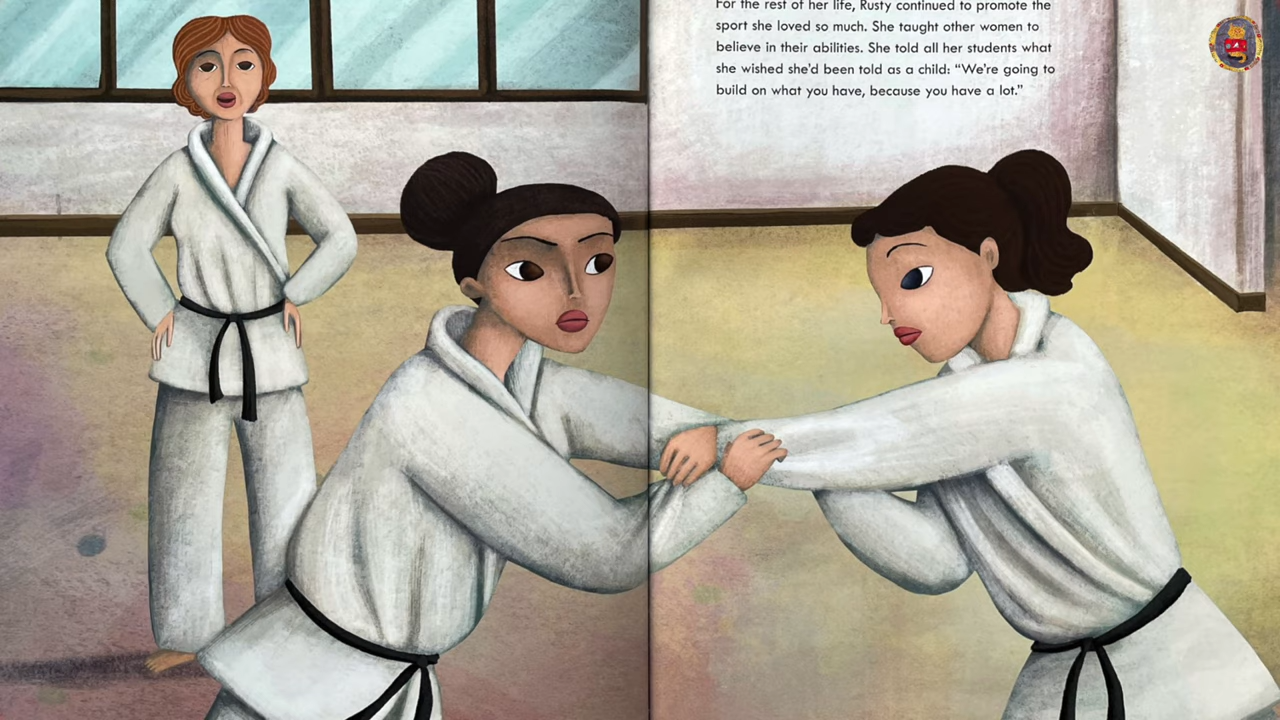 For the rest of her life, Rusty continued to promote the
sport she loved so much. She taught other women to
believe in their abilities. She told all her students what
she wished she'd been told as a child: “We're going to
build on what you have, because you have a lot.”